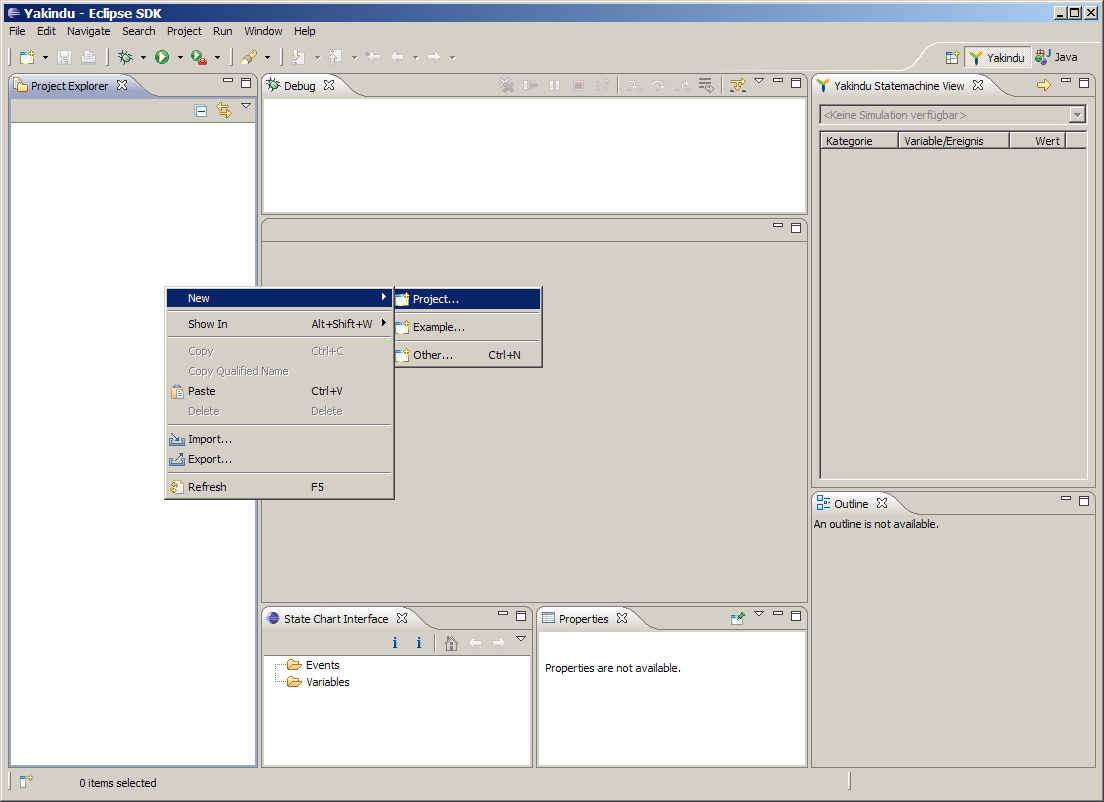 Yakindu - Eclipse SDK
File Edit Navigate Search Project Run Window Help
Yakindu Java
Project Explorer
Debug
Yakindu Statemachine View
<Keine Simulation verfügbar>
Kategorie Variable/Ereignis Wert
New
Project...
Show In Alt+Shift+W
Example...
Copy Ctrl+C
Other... Ctrl+N
Copy Qualified Name
Paste Ctrl+V
Delete Delete
Import...
Export...
Refresh F5
Outline
An outline is not available.
State Chart Interface
Properties
Events
Variables
Properties are not available.
0 items selected